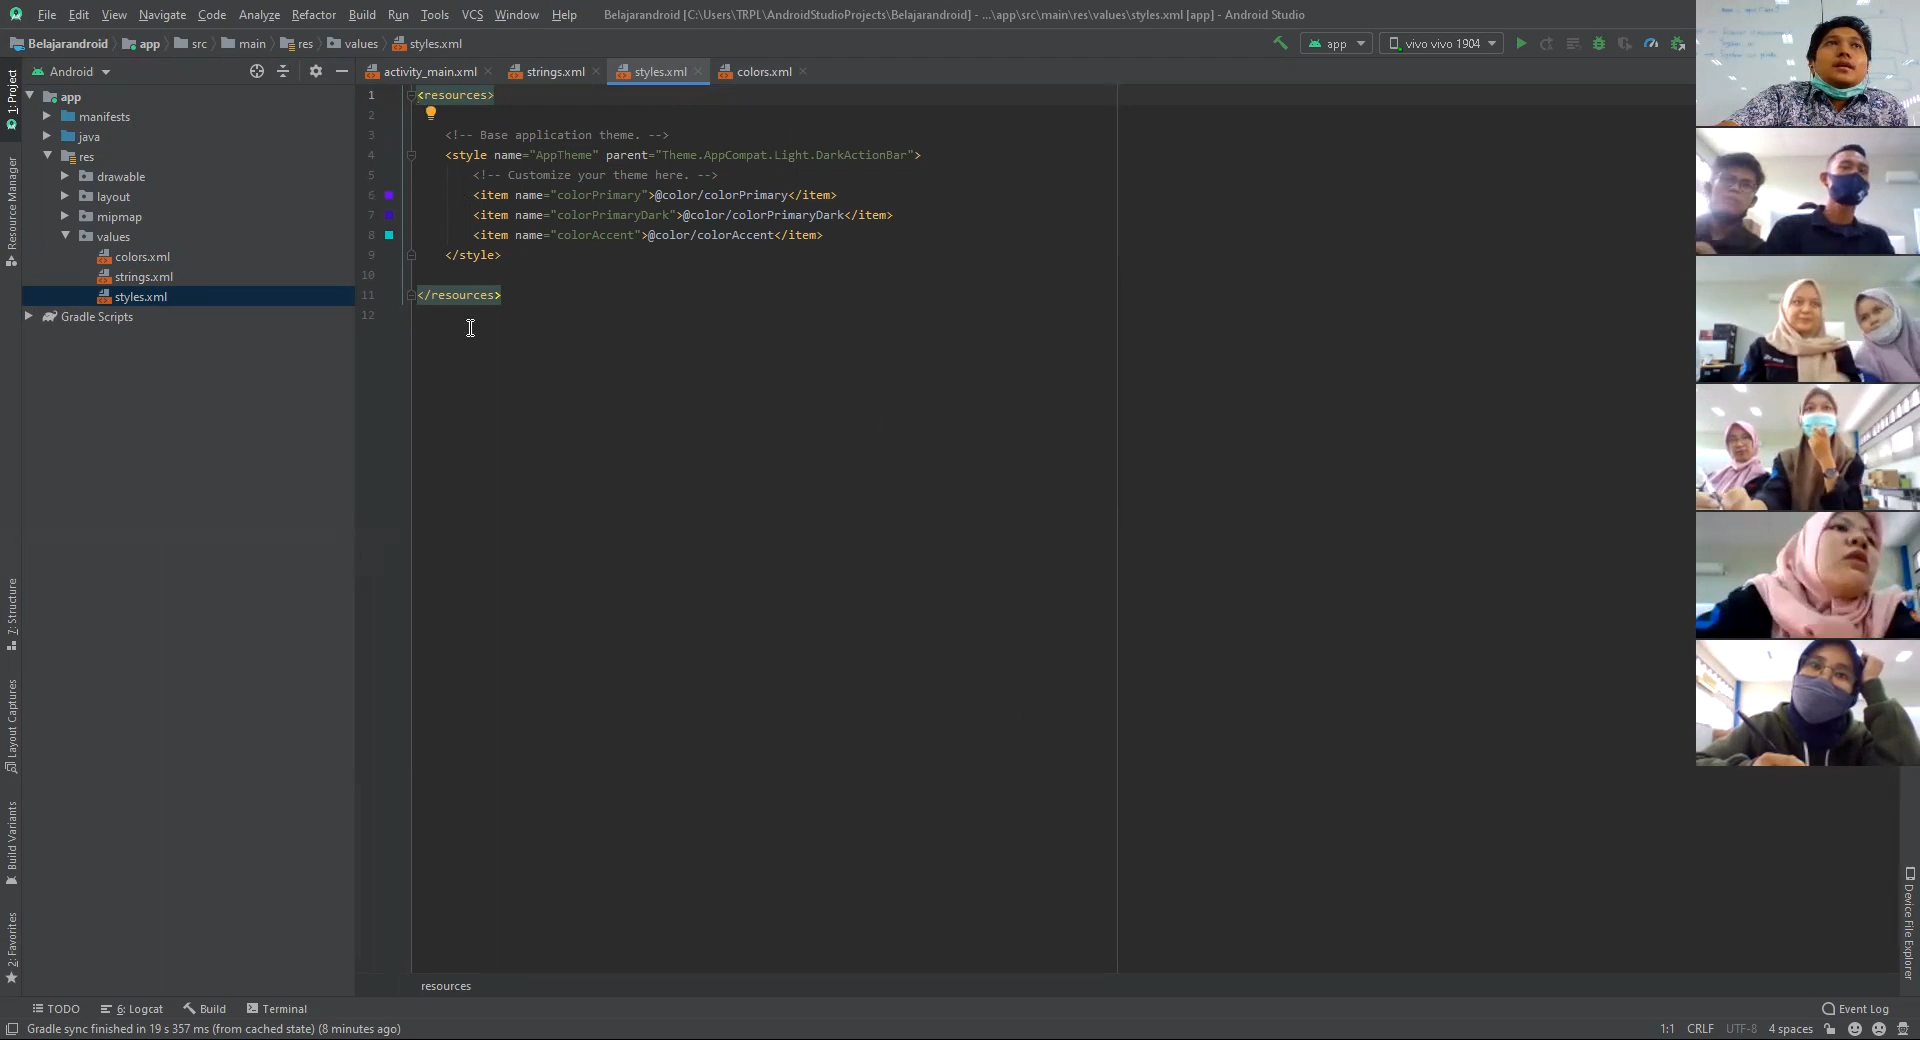 File Edit View Navigate Code Analyze Refactor Build Run Tools VCS Window Help Belajarandroid [C:\Users\TRPL\AndroidStudioProjects\Belajarandroid] - ...\app\src\main\res\values\styles.xml [app] - Android Studio
Belajarandroid app src main res values styles.xml app vivo vivo 1904
Android activity_main.xml strings.xml styles.xml colors.xml
1: Project
Resource Manager
7: Structure
Layout Captures
Build Variants
2: Favorites
app
manifests
java
res
drawable
layout
mipmap
values
colors.xml
strings.xml
styles.xml
Gradle Scripts
1 <resources>
2
3 <!-- Base application theme. -->
4 <style name="AppTheme" parent="Theme.AppCompat.Light.DarkActionBar">
5 <!-- Customize your theme here. -->
6 <item name="colorPrimary">@color/colorPrimary</item>
7 <item name="colorPrimaryDark">@color/colorPrimaryDark</item>
8 <item name="colorAccent">@color/colorAccent</item>
9 </style>
10
11 </resources>
12
Device File Explorer
resources
TODO 6: Logcat Build Terminal Event Log
Gradle sync finished in 19 s 357 ms (from cached state) (8 minutes ago) 1:1 CRLF UTF-8 4 spaces